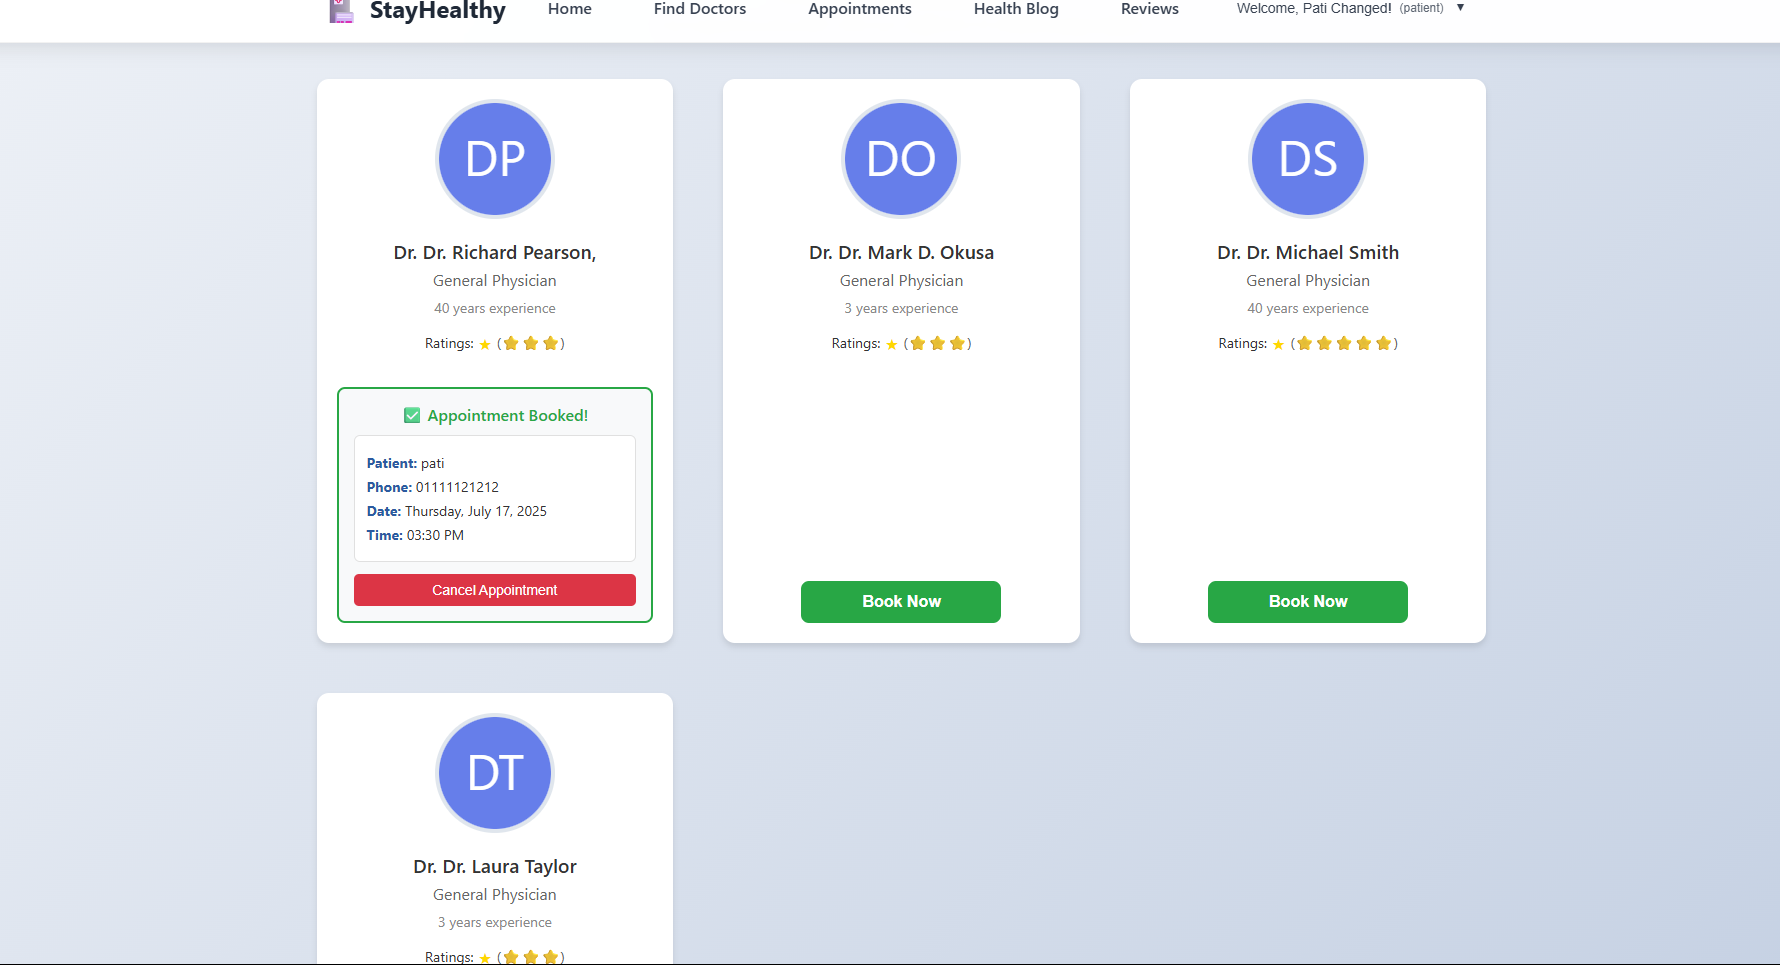 StayHealthy
Home
Find Doctors
Appointments
Health Blog
Reviews
Welcome, Pati Changed! (patient) ▼
DP
Dr. Dr. Richard Pearson,
General Physician
40 years experience
Ratings: ★ (⭐⭐⭐)
✅ Appointment Booked!
Patient: pati
Phone: 01111121212
Date: Thursday, July 17, 2025
Time: 03:30 PM
Cancel Appointment
DO
Dr. Dr. Mark D. Okusa
General Physician
3 years experience
Ratings: ★ (⭐⭐⭐)
Book Now
DS
Dr. Dr. Michael Smith
General Physician
40 years experience
Ratings: ★ (⭐⭐⭐⭐⭐)
Book Now
DT
Dr. Dr. Laura Taylor
General Physician
3 years experience
Ratings: ★ (⭐⭐⭐)